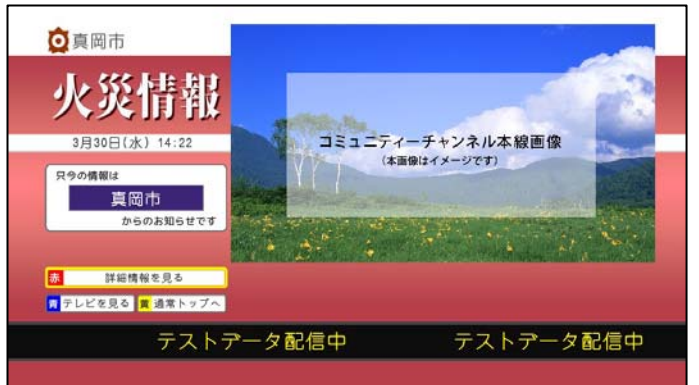 真岡市
火災情報
3月30日(水) 14:22
只今の情報は
真岡市
からのお知らせです
赤 詳細情報を見る
青 テレビを見る 黄 通常トップへ
コミュニティーチャンネル本線画像
(本画像はイメージです)
テストデータ配信中 テストデータ配信中